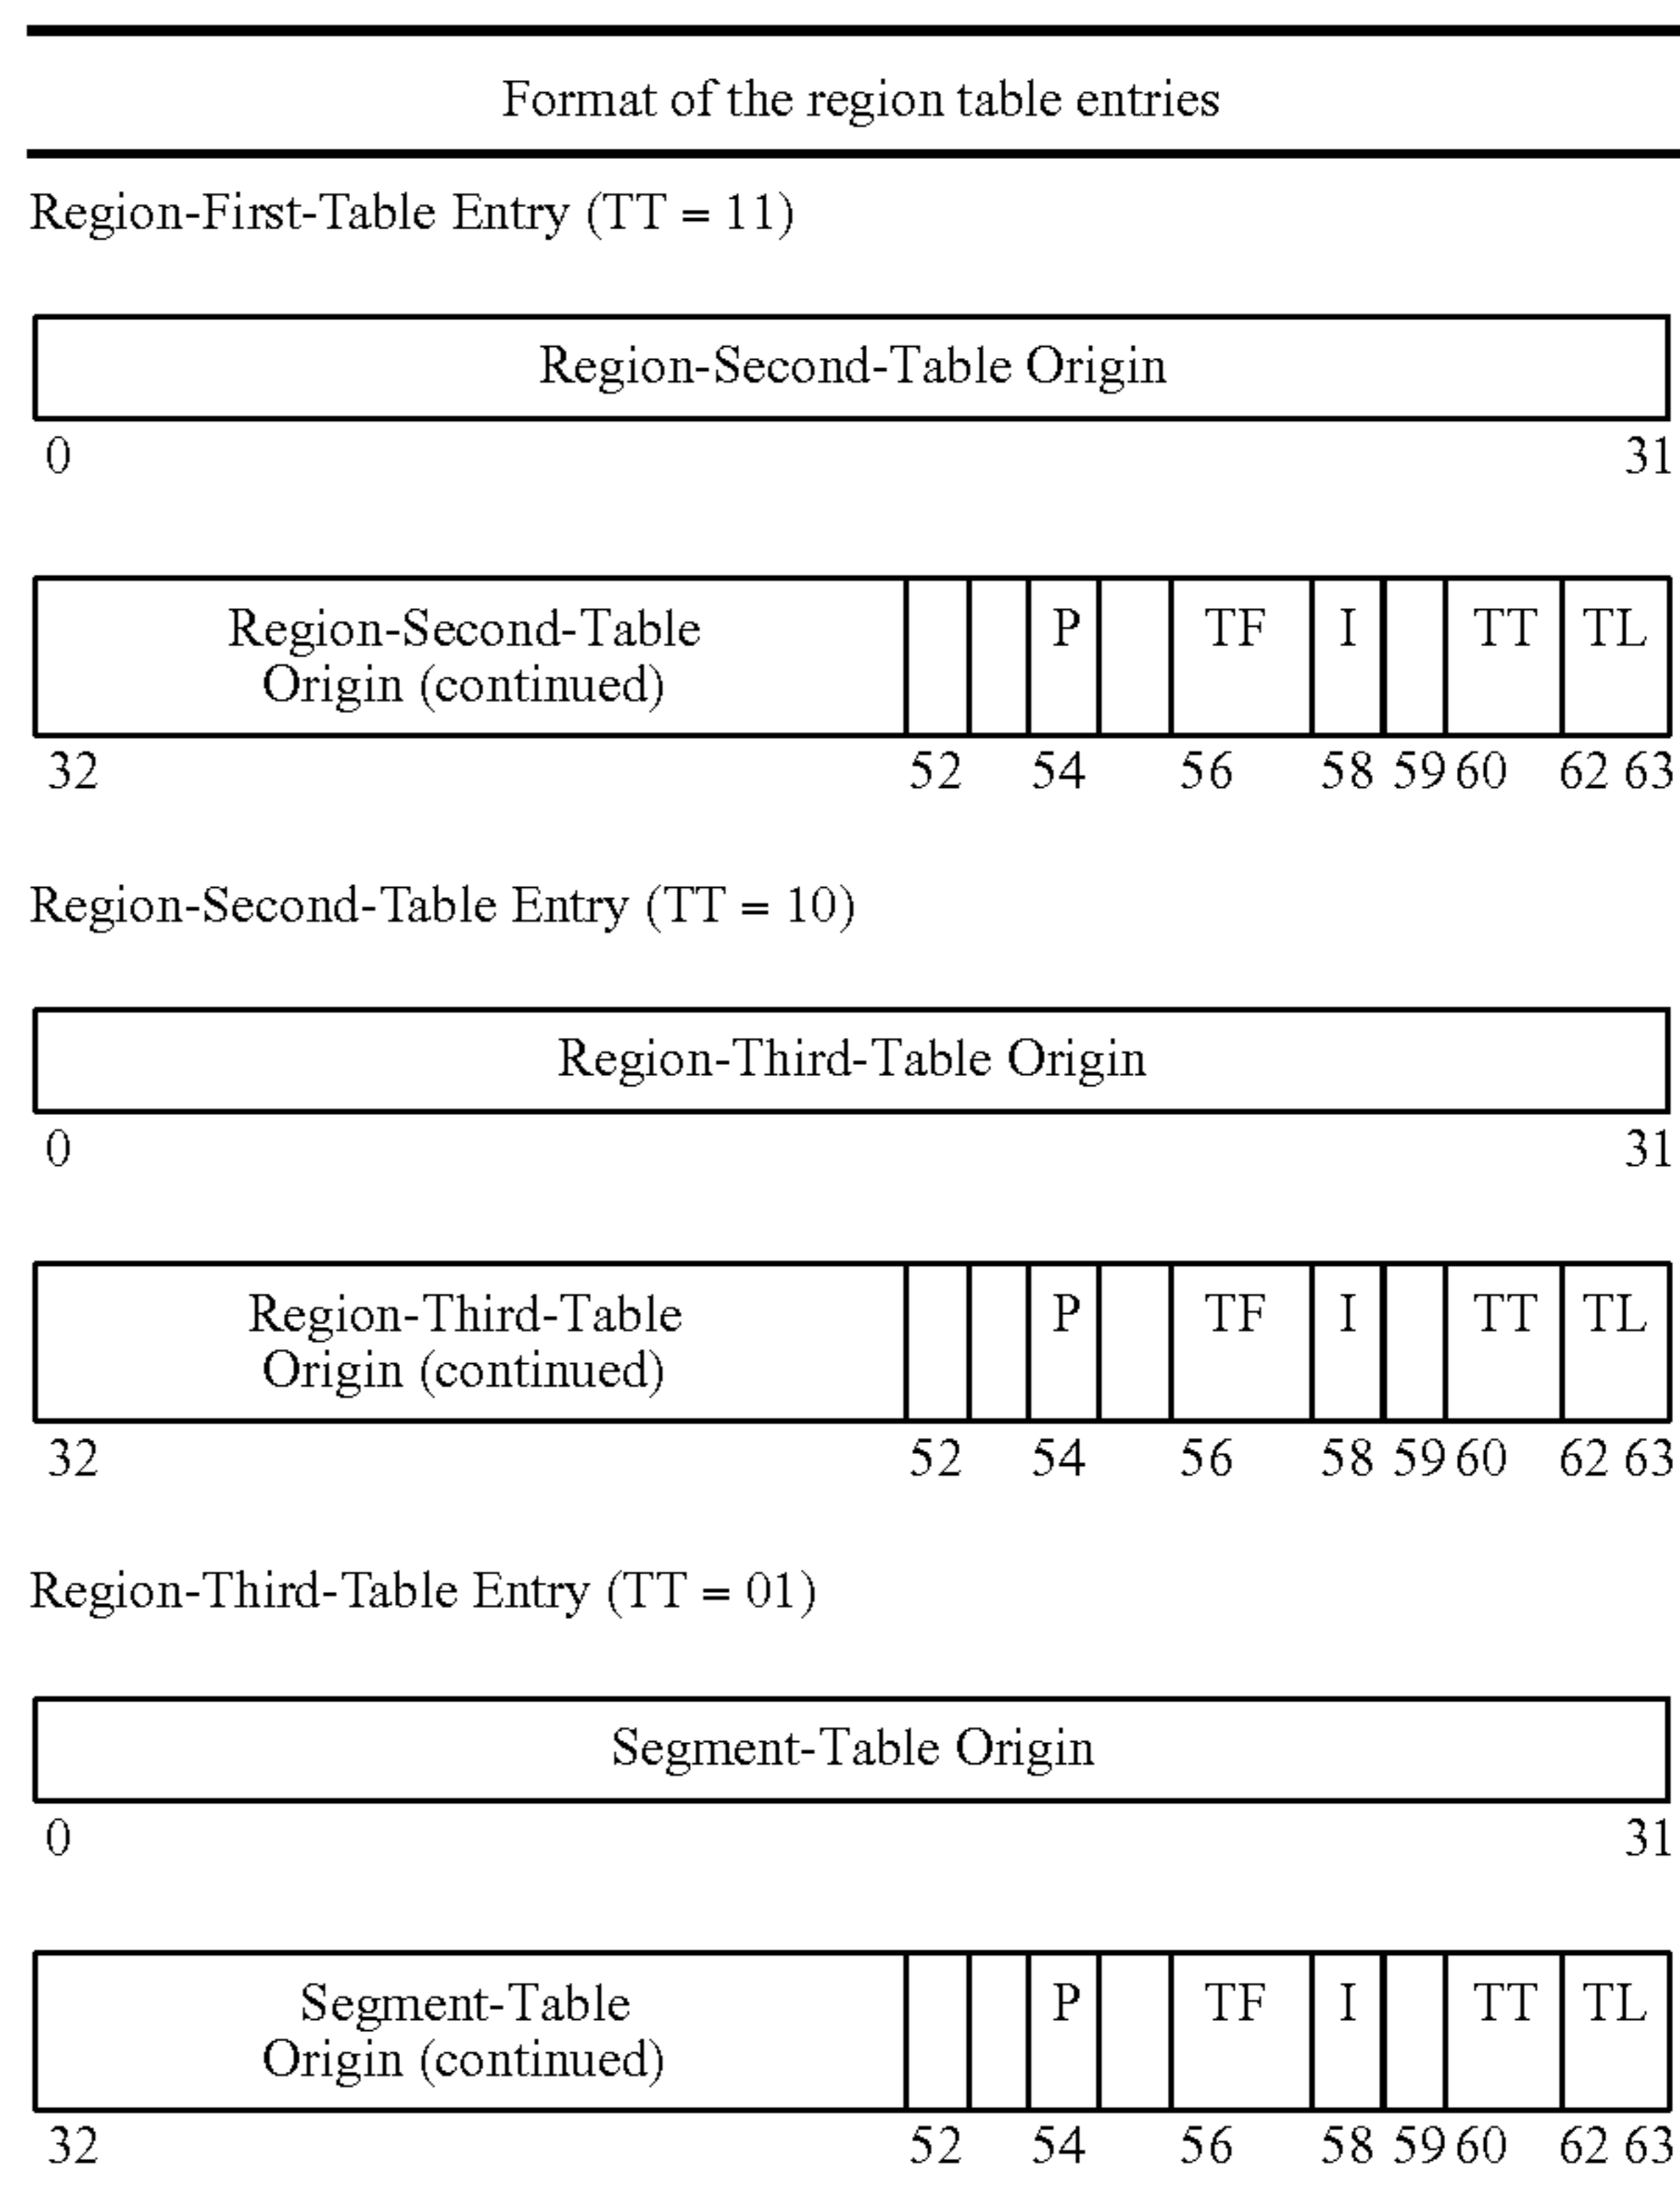 Format of the region table entries
Region-First-Table Entry (TT = 11)
Region-Second-Table Origin
0 31
Region-Second-Table P TF I TT TL
Origin (continued)
32 52 54 56 58 59 60 62 63
Region-Second-Table Entry (TT = 10)
Region-Third-Table Origin
0 31
Region-Third-Table P TF I TT TL
Origin (continued)
32 52 54 56 58 59 60 62 63
Region-Third-Table Entry (TT = 01)
Segment-Table Origin
0 31
Segment-Table P TF I TT TL
Origin (continued)
32 52 54 56 58 59 60 62 63